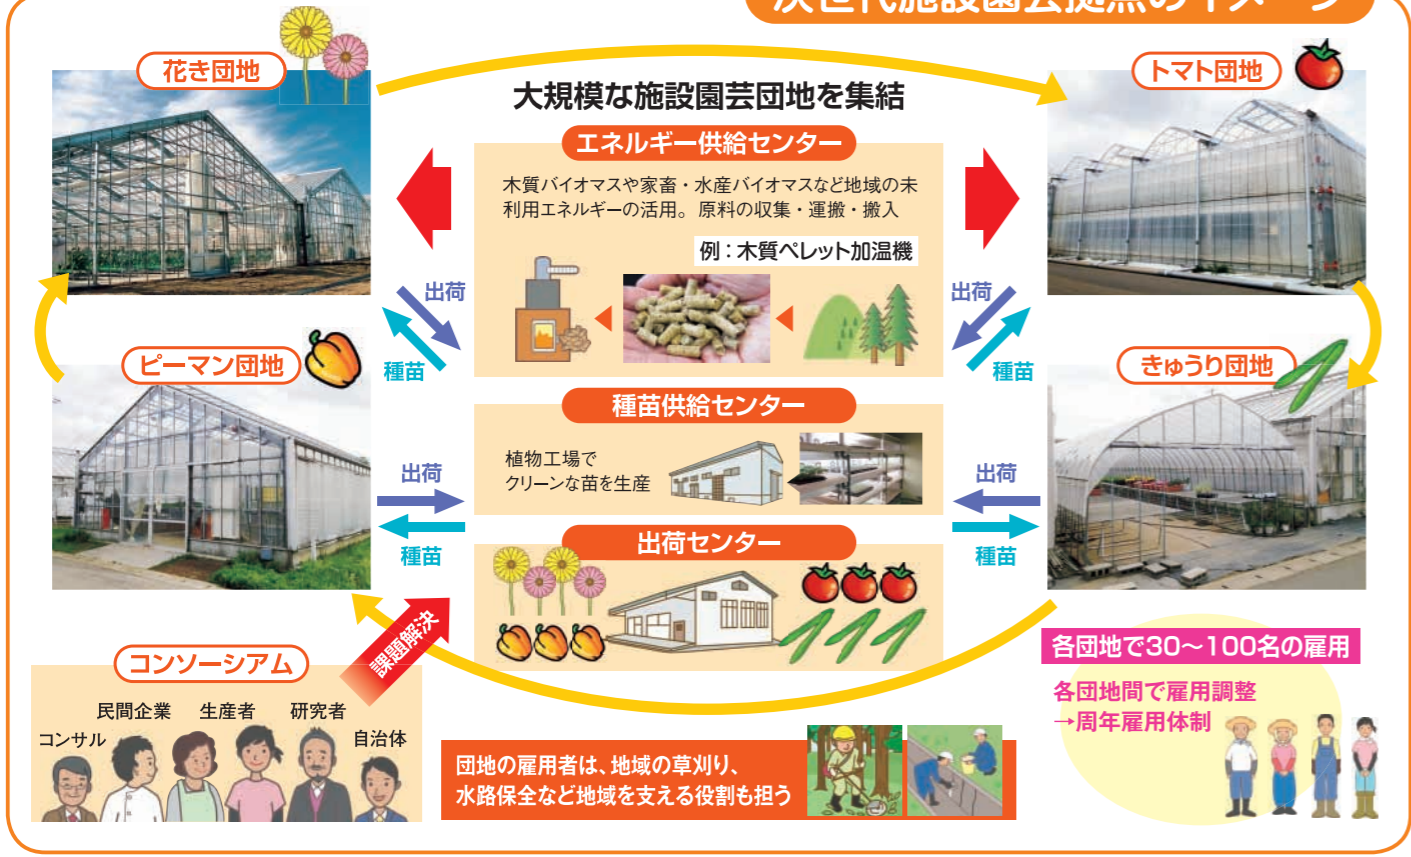 花き団地
トマト団地
大規模な施設園芸団地を集結
エネルギー供給センター
木質バイオマスや家畜・水産バイオマスなど地域の未
利用エネルギーの活用。原料の収集・運搬・搬入
例：木質ペレット加温機
出荷
種苗
出荷
種苗
ピーマン団地
きゅうり団地
種苗供給センター
植物工場で
クリーンな苗を生産
出荷
種苗
出荷
種苗
出荷センター
課題解決
コンソーシアム
コンサル
民間企業
生産者
研究者
自治体
団地の雇用者は、地域の草刈り、
水路保全など地域を支える役割も担う
各団地で30〜100名の雇用
各団地間で雇用調整
→周年雇用体制